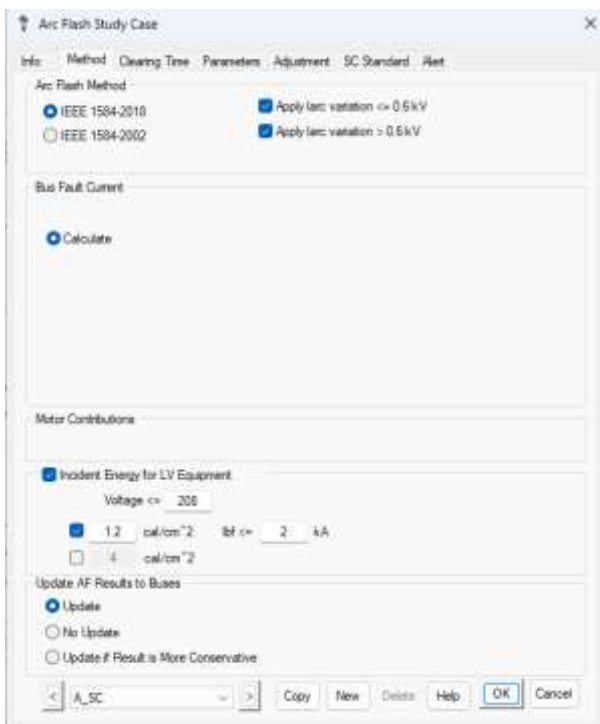 Arc Flash Study Case
Info Method Clearing Time Parameters Adjustment SC Standard Alert
Arc Flash Method
IEEE 1584-2018 Apply Iarc variation <= 0.6 kV
IEEE 1584-2002 Apply Iarc variation > 0.6 kV
Bus Fault Current
Calculate
Motor Contributions
Incident Energy for LV Equipment
Voltage <= 208
1.2 cal/cm^2 Ibf <= 2 kA
4 cal/cm^2
Update AF Results to Buses
Update
No Update
Update if Result is More Conservative
< A_SC > Copy New Delete Help OK Cancel